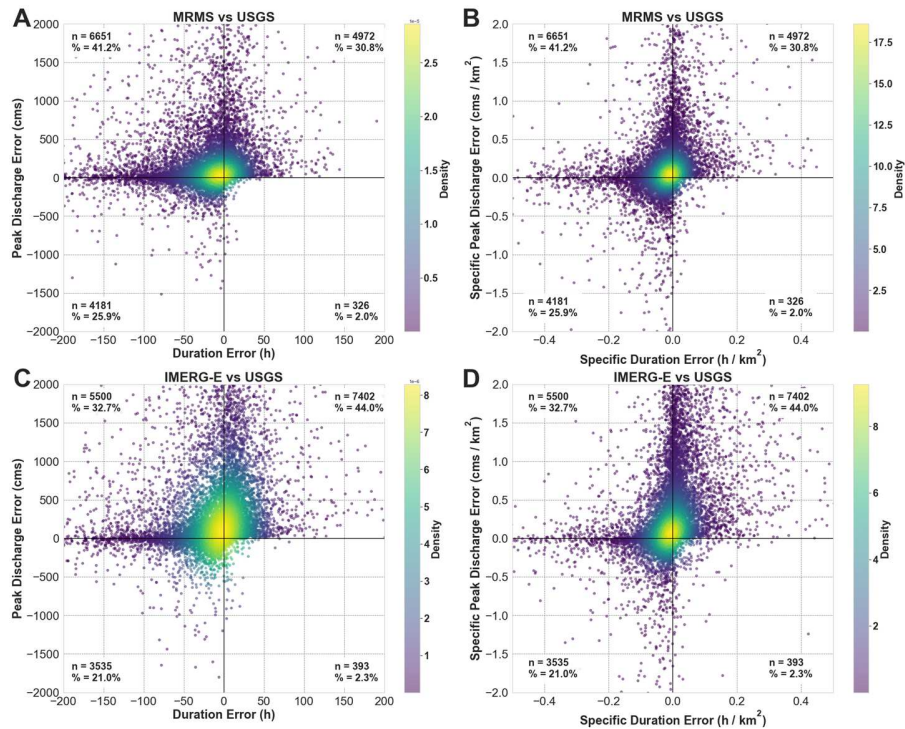 A
MRMS vs USGS
n = 6651
% = 41.2%
n = 4972
% = 30.8%
n = 4181
% = 25.9%
n = 326
% = 2.0%
2000
1500
1000
500
0
−500
−1000
−1500
−2000
Peak Discharge Error (cms)
−200 −150 −100 −50 0 50 100 150 200
Duration Error (h)
2.5
2.0
1.5
1.0
0.5
Density
B
MRMS vs USGS
n = 6651
% = 41.2%
n = 4972
% = 30.8%
n = 4181
% = 25.9%
n = 326
% = 2.0%
2.0
1.5
1.0
0.5
0.0
−0.5
−1.0
−1.5
−2.0
Specific Peak Discharge Error (cms / km²)
−0.4 −0.2 0.0 0.2 0.4
Specific Duration Error (h / km²)
17.5
15.0
12.5
10.0
7.5
5.0
2.5
Density
C
IMERG-E vs USGS
n = 5500
% = 32.7%
n = 7402
% = 44.0%
n = 3535
% = 21.0%
n = 393
% = 2.3%
2000
1500
1000
500
0
−500
−1000
−1500
−2000
Peak Discharge Error (cms)
−200 −150 −100 −50 0 50 100 150 200
Duration Error (h)
8
7
6
5
4
3
2
1
Density
D
IMERG-E vs USGS
n = 5500
% = 32.7%
n = 7402
% = 44.0%
n = 3535
% = 21.0%
n = 393
% = 2.3%
2.0
1.5
1.0
0.5
0.0
−0.5
−1.0
−1.5
−2.0
Specific Peak Discharge Error (cms / km²)
−0.4 −0.2 0.0 0.2 0.4
Specific Duration Error (h / km²)
8
6
4
2
Density